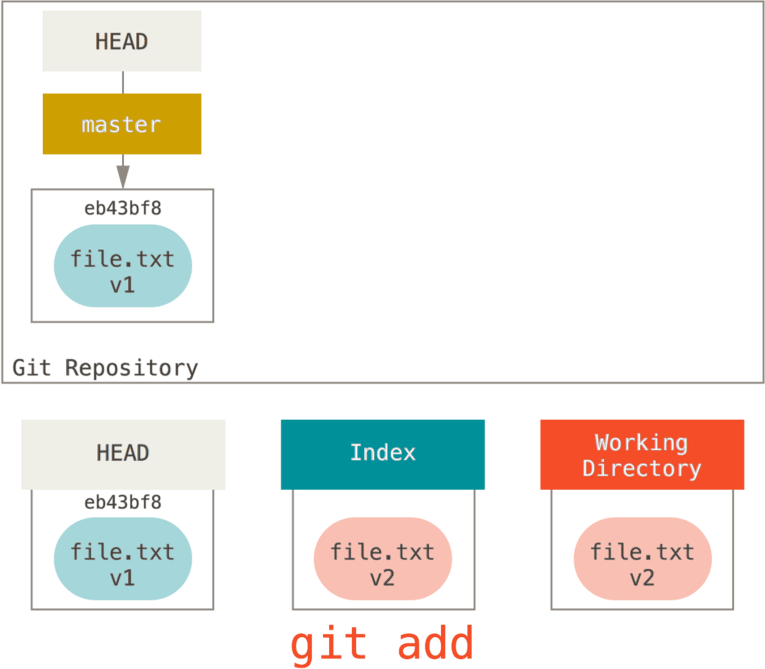 HEAD
master
eb43bf8
file.txt
v1
Git Repository
HEAD
Index
Working
Directory
eb43bf8
file.txt
v1
file.txt
v2
file.txt
v2
git add